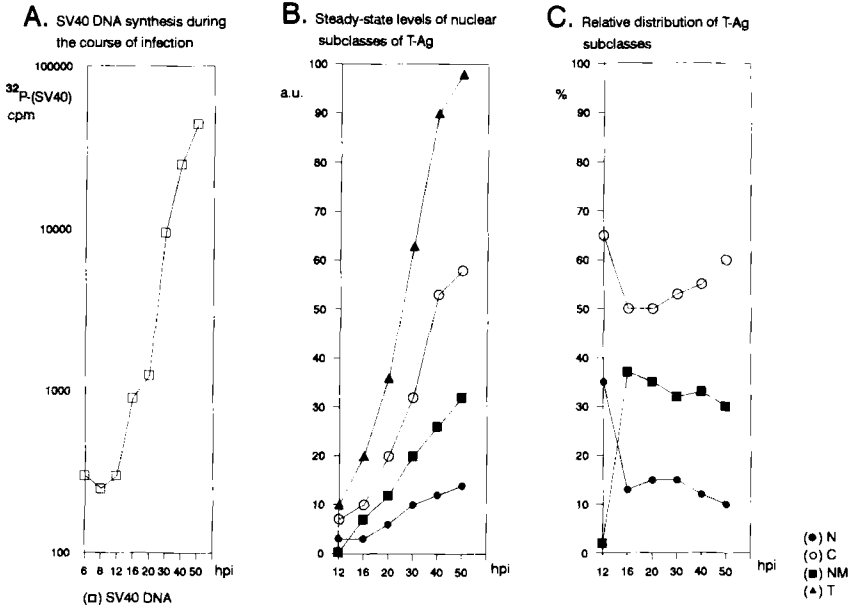 A. SV40 DNA synthesis during
the course of infection
100000
32P-(SV40)
cpm
10000
1000
100
6 8 12 16 20 30 40 50 hpi
(□) SV40 DNA
B. Steady-state levels of nuclear
subclasses of T-Ag
a.u.
100
90
80
70
60
50
40
30
20
10
0
12 16 20 30 40 50 hpi
C. Relative distribution of T-Ag
subclasses
%
100
90
80
70
60
50
40
30
20
10
0
12 16 20 30 40 50 hpi
(●) N
(○) C
(■) NM
(▲) T